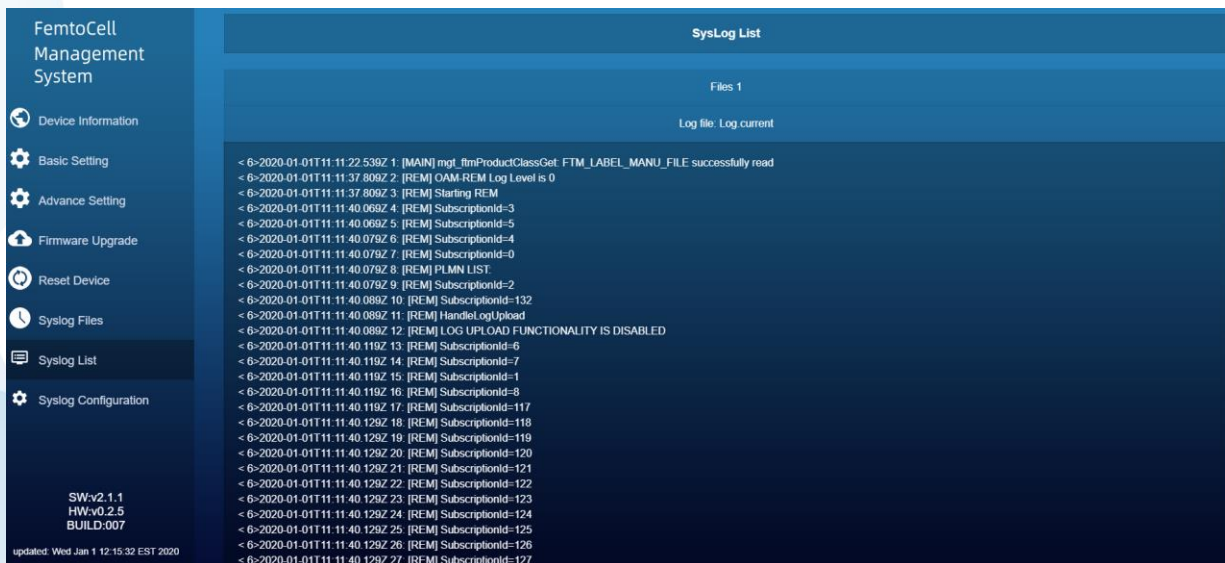 FemtoCell
Management
System
Device Information
Basic Setting
Advance Setting
Firmware Upgrade
Reset Device
Syslog Files
Syslog List
Syslog Configuration
SW:v2.1.1
HW:v0.2.5
BUILD:007
updated: Wed Jan 1 12:15:32 EST 2020
SysLog List
Files 1
Log file: Log.current
< 6>2020-01-01T11:11:22.539Z 1: [MAIN] mgt_ftmProductClassGet: FTM_LABEL_MANU_FILE successfully read
< 6>2020-01-01T11:11:37.809Z 2: [REM] OAM-REM Log Level is 0
< 6>2020-01-01T11:11:37.809Z 3: [REM] Starting REM
< 6>2020-01-01T11:11:40.069Z 4: [REM] SubscriptionId=3
< 6>2020-01-01T11:11:40.069Z 5: [REM] SubscriptionId=5
< 6>2020-01-01T11:11:40.079Z 6: [REM] SubscriptionId=4
< 6>2020-01-01T11:11:40.079Z 7: [REM] SubscriptionId=0
< 6>2020-01-01T11:11:40.079Z 8: [REM] PLMN LIST:
< 6>2020-01-01T11:11:40.079Z 9: [REM] SubscriptionId=2
< 6>2020-01-01T11:11:40.089Z 10: [REM] SubscriptionId=132
< 6>2020-01-01T11:11:40.089Z 11: [REM] HandleLogUpload
< 6>2020-01-01T11:11:40.089Z 12: [REM] LOG UPLOAD FUNCTIONALITY IS DISABLED
< 6>2020-01-01T11:11:40.119Z 13: [REM] SubscriptionId=6
< 6>2020-01-01T11:11:40.119Z 14: [REM] SubscriptionId=7
< 6>2020-01-01T11:11:40.119Z 15: [REM] SubscriptionId=1
< 6>2020-01-01T11:11:40.119Z 16: [REM] SubscriptionId=8
< 6>2020-01-01T11:11:40.119Z 17: [REM] SubscriptionId=117
< 6>2020-01-01T11:11:40.129Z 18: [REM] SubscriptionId=118
< 6>2020-01-01T11:11:40.129Z 19: [REM] SubscriptionId=119
< 6>2020-01-01T11:11:40.129Z 20: [REM] SubscriptionId=120
< 6>2020-01-01T11:11:40.129Z 21: [REM] SubscriptionId=121
< 6>2020-01-01T11:11:40.129Z 22: [REM] SubscriptionId=122
< 6>2020-01-01T11:11:40.129Z 23: [REM] SubscriptionId=123
< 6>2020-01-01T11:11:40.129Z 24: [REM] SubscriptionId=124
< 6>2020-01-01T11:11:40.129Z 25: [REM] SubscriptionId=125
< 6>2020-01-01T11:11:40.129Z 26: [REM] SubscriptionId=126
< 6>2020-01-01T11:11:40.129Z 27: [REM] SubscriptionId=127